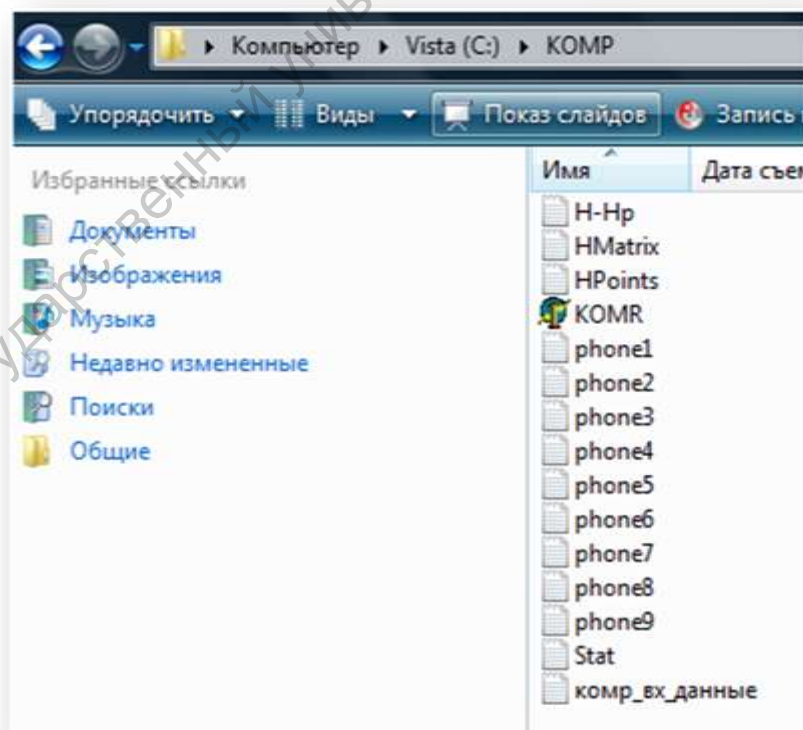 Компьютер ▸ Vista (C:) ▸ KOMP
Упорядочить Виды Показ слайдов Запись
Избранные ссылки
Документы
Изображения
Музыка
Недавно измененные
Поиски
Общие
Имя Дата съем
H-Hp
HMatrix
HPoints
KOMR
phone1
phone2
phone3
phone4
phone5
phone6
phone7
phone8
phone9
Stat
комр_вх_данные